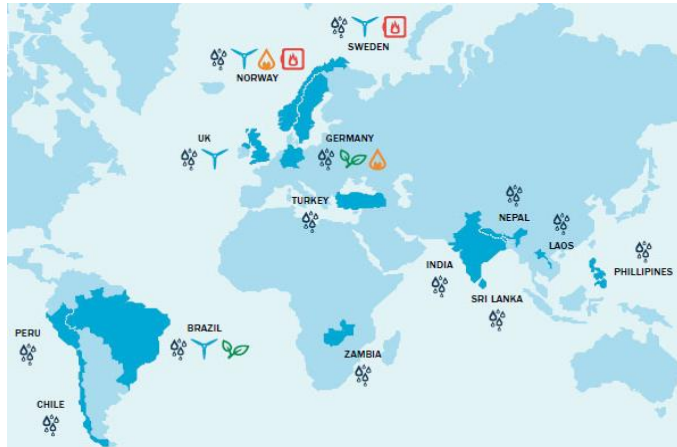 SWEDEN
NORWAY
UK
GERMANY
TURKEY
NEPAL
LAOS
PHILLIPINES
INDIA
SRI LANKA
PERU
BRAZIL
ZAMBIA
CHILE